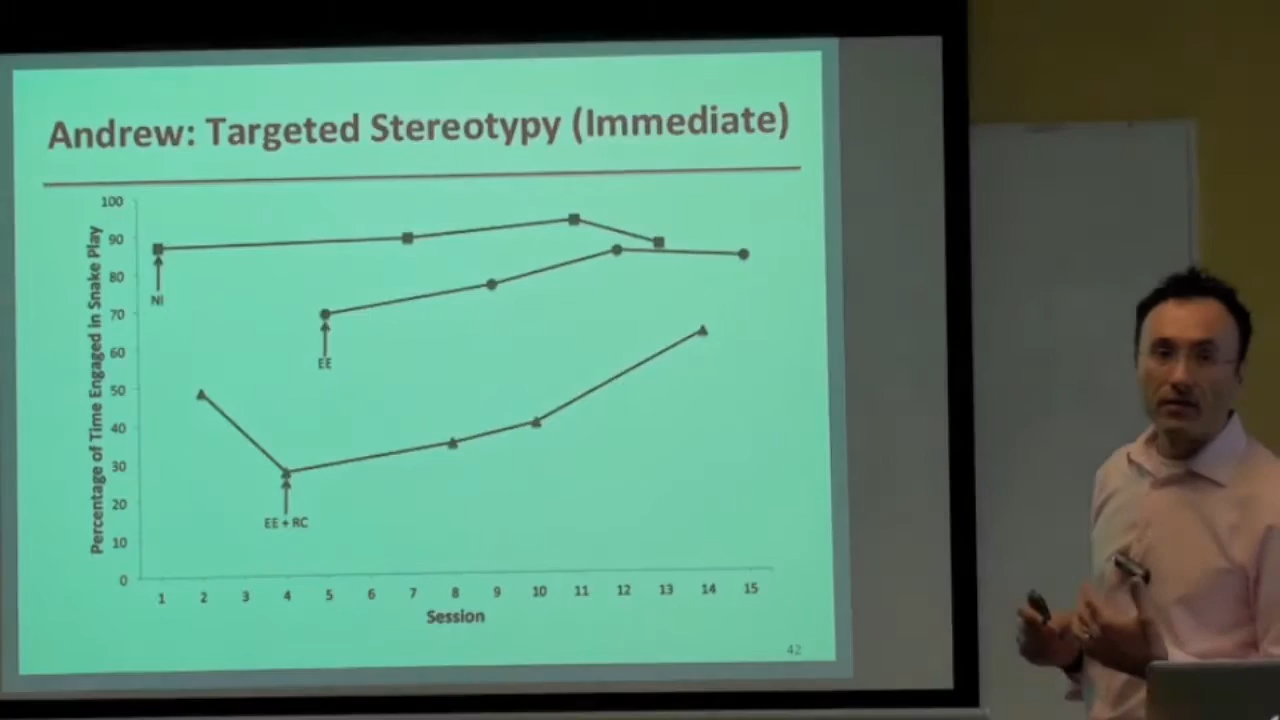 Andrew: Targeted Stereotypy (Immediate)
Percentage of Time Engaged in Snake Play
100
90
80
70
60
50
40
30
20
10
0
NI
EE
EE + RC
1 2 3 4 5 6 7 8 9 10 11 12 13 14 15
Session
42